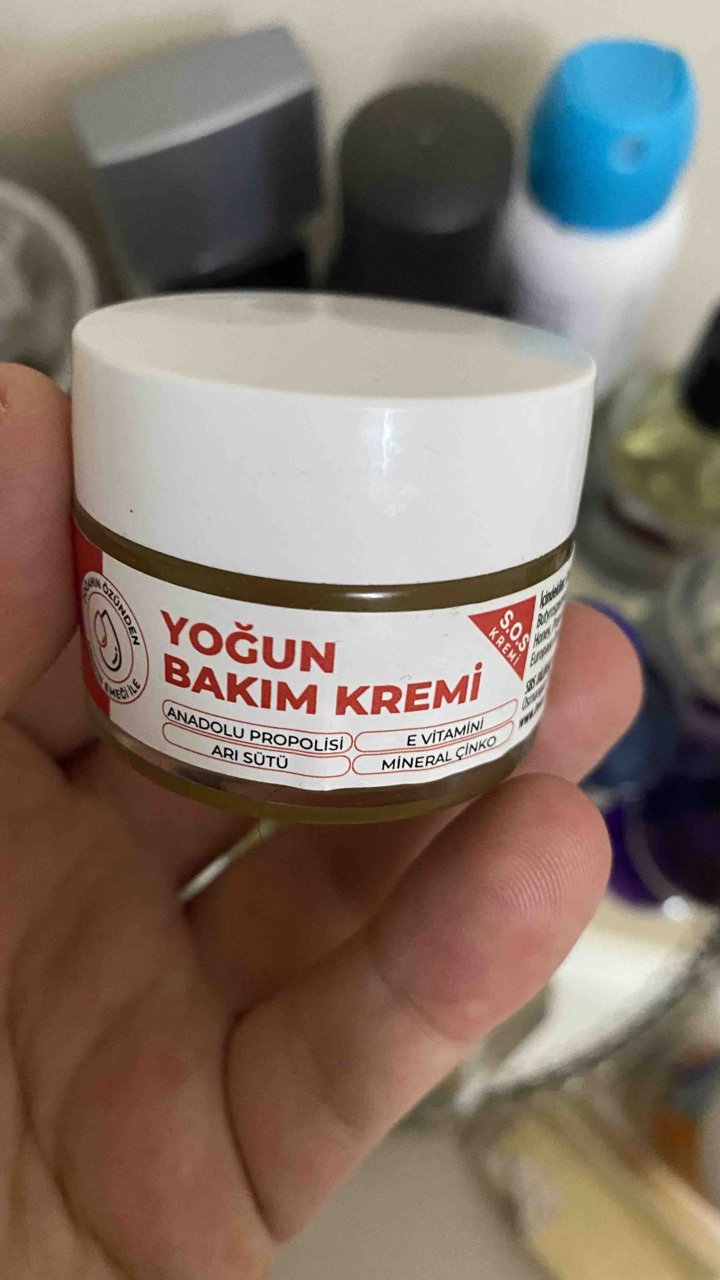 YOĞUN
BAKIM KREMİ
ANADOLU PROPOLİSİ
E VİTAMİNİ
ARI SÜTÜ
MİNERAL ÇİNKO
S.O.S
KREMİ
ÖZÜNDEN
EMEĞİ İLE
İçindekiler